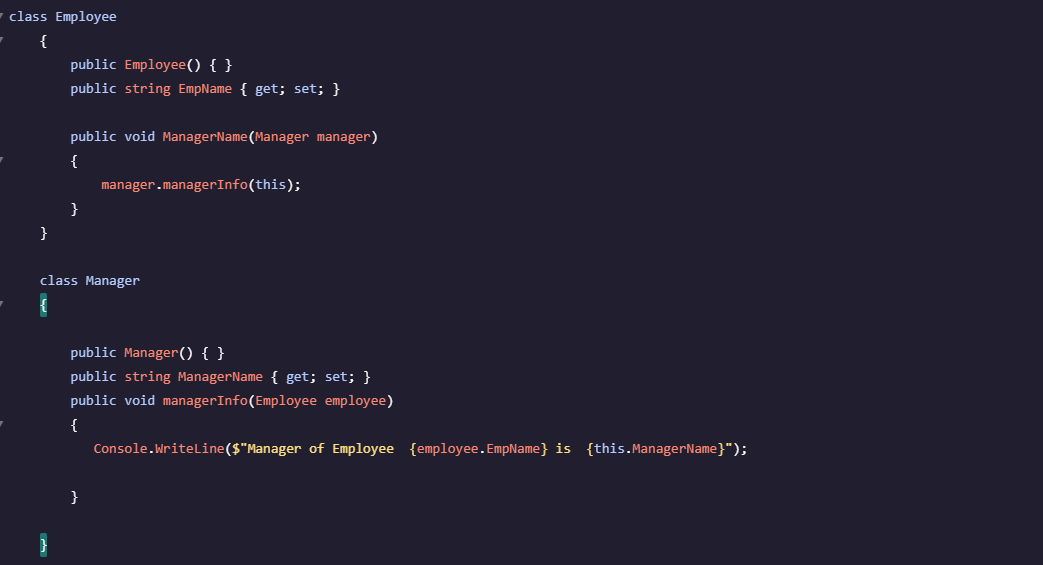 class Employee
{
public Employee() { }
public string EmpName { get; set; }
public void ManagerName(Manager manager)
{
manager.managerInfo(this);
}
}
class Manager
{
public Manager() { }
public string ManagerName { get; set; }
public void managerInfo(Employee employee)
{
Console.WriteLine($"Manager of Employee  {employee.EmpName} is  {this.ManagerName}");
}
}